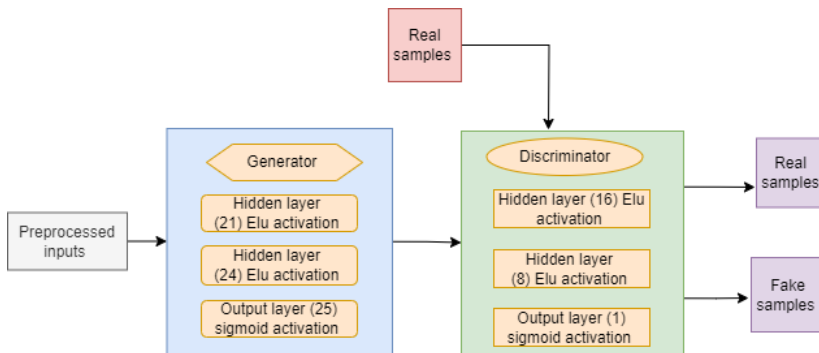 Real
samples
Preprocessed
inputs
Generator
Hidden layer
(21) Elu activation
Hidden layer
(24) Elu activation
Output layer (25)
sigmoid activation
Discriminator
Hidden layer (16) Elu
activation
Hidden layer
(8) Elu activation
Output layer (1)
sigmoid activation
Real
samples
Fake
samples